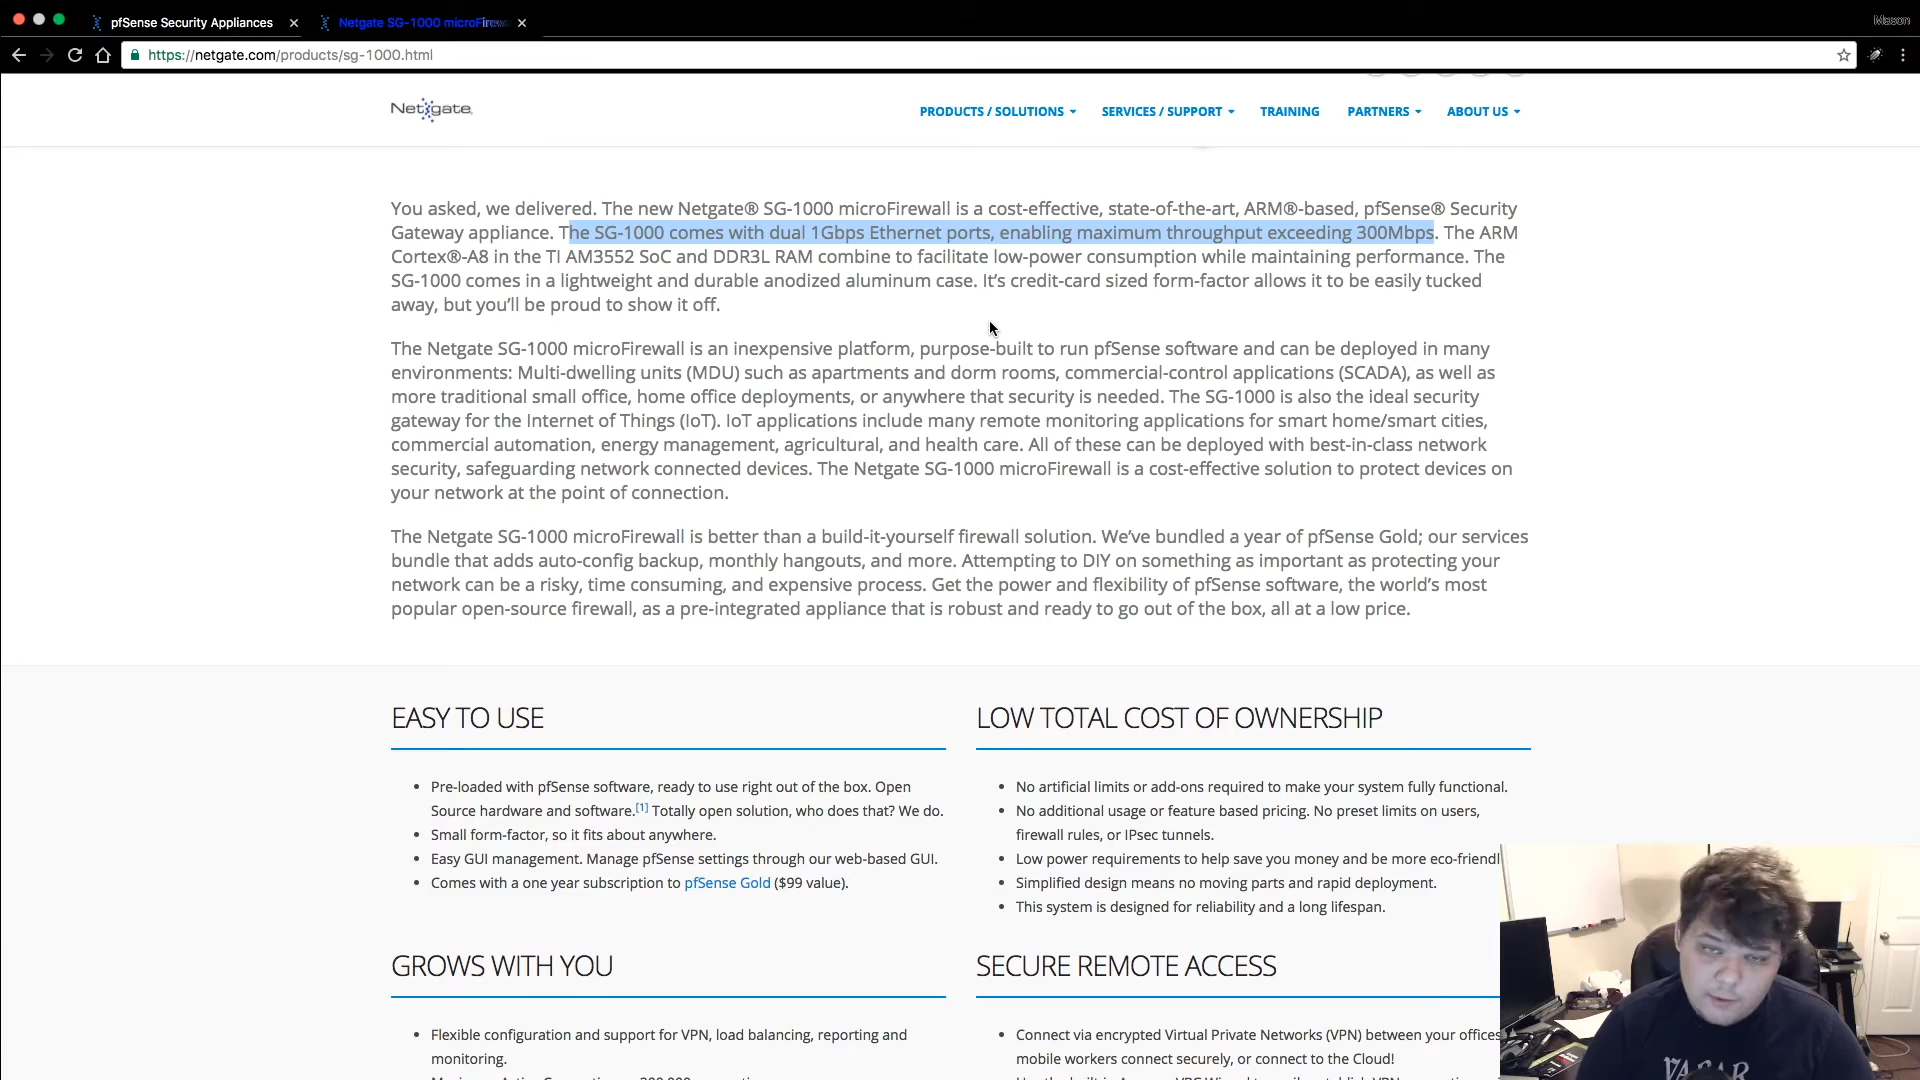 Mason
pfSense Security Appliances
Netgate SG-1000 microFirew
https://netgate.com/products/sg-1000.html
Netgate
PRODUCTS / SOLUTIONS
SERVICES / SUPPORT
TRAINING
PARTNERS
ABOUT US
You asked, we delivered. The new Netgate® SG-1000 microFirewall is a cost-effective, state-of-the-art, ARM®-based, pfSense® Security
Gateway appliance. The SG-1000 comes with dual 1Gbps Ethernet ports, enabling maximum throughput exceeding 300Mbps. The ARM
Cortex®-A8 in the TI AM3552 SoC and DDR3L RAM combine to facilitate low-power consumption while maintaining performance. The
SG-1000 comes in a lightweight and durable anodized aluminum case. It’s credit-card sized form-factor allows it to be easily tucked
away, but you’ll be proud to show it off.
The Netgate SG-1000 microFirewall is an inexpensive platform, purpose-built to run pfSense software and can be deployed in many
environments: Multi-dwelling units (MDU) such as apartments and dorm rooms, commercial-control applications (SCADA), as well as
more traditional small office, home office deployments, or anywhere that security is needed. The SG-1000 is also the ideal security
gateway for the Internet of Things (IoT). IoT applications include many remote monitoring applications for smart home/smart cities,
commercial automation, energy management, agricultural, and health care. All of these can be deployed with best-in-class network
security, safeguarding network connected devices. The Netgate SG-1000 microFirewall is a cost-effective solution to protect devices on
your network at the point of connection.
The Netgate SG-1000 microFirewall is better than a build-it-yourself firewall solution. We’ve bundled a year of pfSense Gold; our services
bundle that adds auto-config backup, monthly hangouts, and more. Attempting to DIY on something as important as protecting your
network can be a risky, time consuming, and expensive process. Get the power and flexibility of pfSense software, the world’s most
popular open-source firewall, as a pre-integrated appliance that is robust and ready to go out of the box, all at a low price.
EASY TO USE
• Pre-loaded with pfSense software, ready to use right out of the box. Open
Source hardware and software.[1] Totally open solution, who does that? We do.
• Small form-factor, so it fits about anywhere.
• Easy GUI management. Manage pfSense settings through our web-based GUI.
• Comes with a one year subscription to pfSense Gold ($99 value).
LOW TOTAL COST OF OWNERSHIP
• No artificial limits or add-ons required to make your system fully functional.
• No additional usage or feature based pricing. No preset limits on users,
firewall rules, or IPsec tunnels.
• Low power requirements to help save you money and be more eco-friendl
• Simplified design means no moving parts and rapid deployment.
• This system is designed for reliability and a long lifespan.
GROWS WITH YOU
• Flexible configuration and support for VPN, load balancing, reporting and
monitoring.
SECURE REMOTE ACCESS
• Connect via encrypted Virtual Private Networks (VPN) between your offices
mobile workers connect securely, or connect to the Cloud!